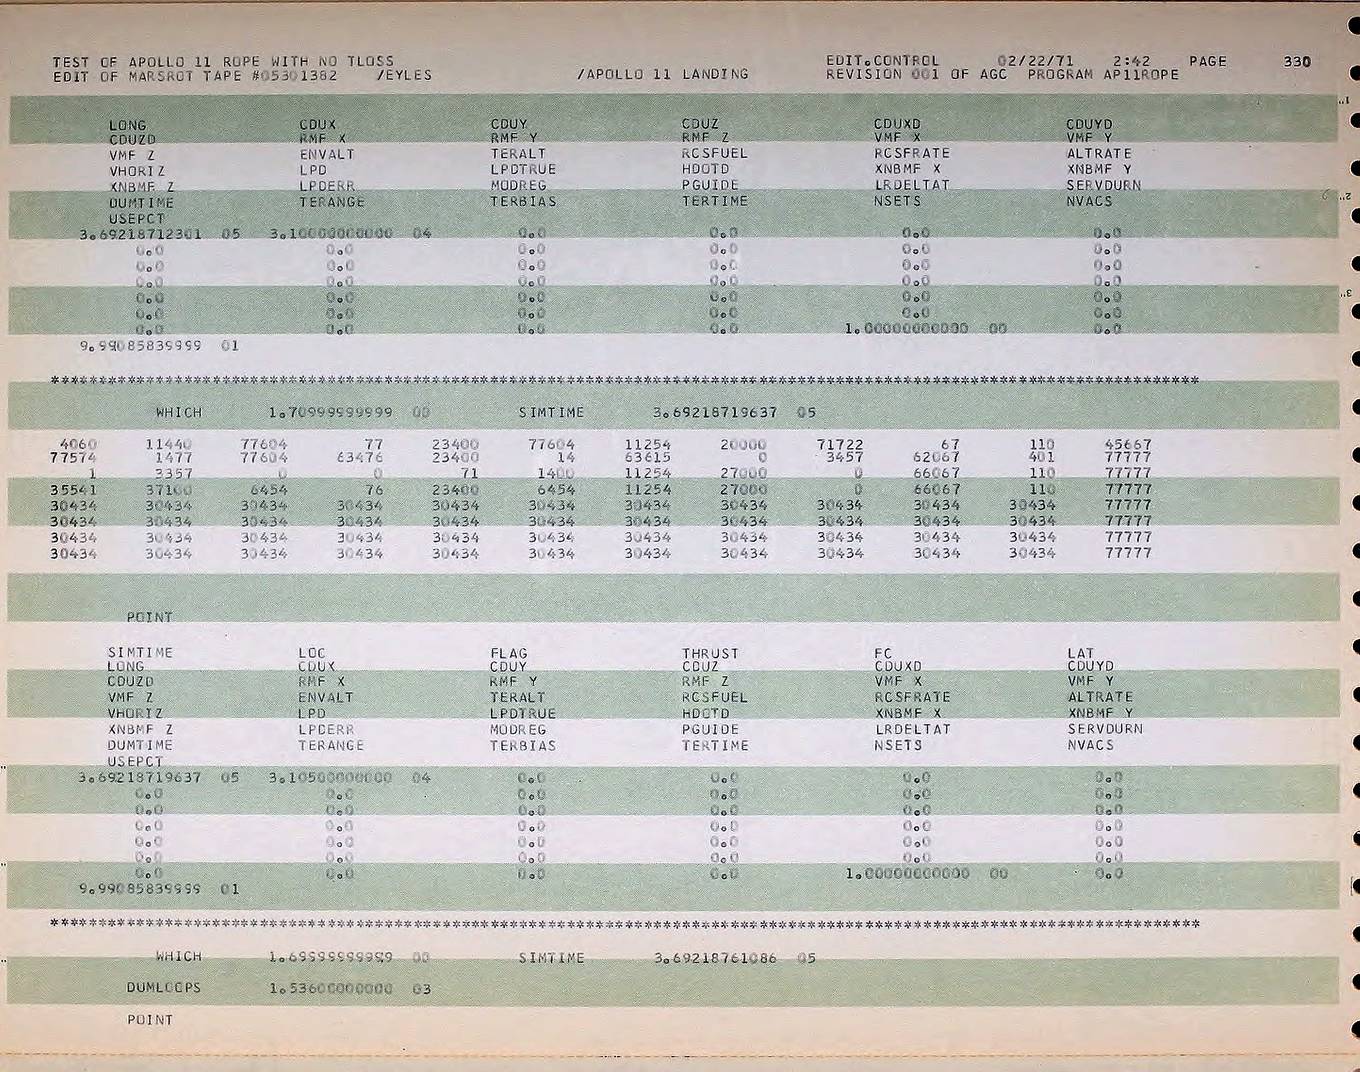 TEST OF APOLLO 11 ROPE WITH NO TLOSS EDIT.CONTROL 02/22/71 2:42 PAGE 330
EDIT OF MARSROT TAPE #05301382 /EYLES /APOLLO 11 LANDING REVISION 001 OF AGC PROGRAM AP11ROPE
LONG CDUX CDUY CDUZ CDUXD CDUYD
CDUZD RMF X RMF Y RMF Z VMF X VMF Y
VMF Z ENVALT TERALT RCSFUEL RCSFRATE ALTRATE
VHORIZ LPD LPDTRUE HDOTD XNBMF X XNBMF Y
XNBMF Z LPDERR MODREG PGUIDE LRDELTAT SERVDURN
DUMTIME TERANGE TERBIAS TERTIME NSETS NVACS
USEPCT
3.69218712301 05 3.10000000000 04 0.0 0.0 0.0 0.0
0.0 0.0 0.0 0.0 0.0 0.0
0.0 0.0 0.0 0.0 0.0 0.0
0.0 0.0 0.0 0.0 0.0 0.0
0.0 0.0 0.0 0.0 0.0 0.0
0.0 0.0 0.0 0.0 0.0 0.0
0.0 0.0 0.0 0.0 1.00000000000 00 0.0
9.99085839999 01
************************************************************************************************************************
WHICH 1.70999999999 00 SIMTIME 3.69218719637 05
4060 11440 77604 77 23400 77604 11254 20000 71722 67 110 45667
77574 1477 77604 63476 23400 14 63615 0 3457 62067 401 77777
1 3357 0 0 71 1400 11254 27000 0 66067 110 77777
35541 37100 6454 76 23400 6454 11254 27000 0 66067 110 77777
30434 30434 30434 30434 30434 30434 30434 30434 30434 30434 30434 77777
30434 30434 30434 30434 30434 30434 30434 30434 30434 30434 30434 77777
30434 30434 30434 30434 30434 30434 30434 30434 30434 30434 30434 77777
30434 30434 30434 30434 30434 30434 30434 30434 30434 30434 30434 77777
POINT
SIMTIME LOC FLAG THRUST FC LAT
LONG CDUX CDUY CDUZ CDUXD CDUYD
CDUZD RMF X RMF Y RMF Z VMF X VMF Y
VMF Z ENVALT TERALT RCSFUEL RCSFRATE ALTRATE
VHORIZ LPD LPDTRUE HDOTD XNBMF X XNBMF Y
XNBMF Z LPDERR MODREG PGUIDE LRDELTAT SERVDURN
DUMTIME TERANGE TERBIAS TERTIME NSETS NVACS
USEPCT
3.69218719637 05 3.10500000000 04 0.0 0.0 0.0 0.0
0.0 0.0 0.0 0.0 0.0 0.0
0.0 0.0 0.0 0.0 0.0 0.0
0.0 0.0 0.0 0.0 0.0 0.0
0.0 0.0 0.0 0.0 0.0 0.0
0.0 0.0 0.0 0.0 0.0 0.0
0.0 0.0 0.0 0.0 1.00000000000 00 0.0
9.99085839999 01
************************************************************************************************************************
WHICH 1.69999999999 00 SIMTIME 3.69218761086 05
DUMLOOPS 1.53600000000 03
POINT